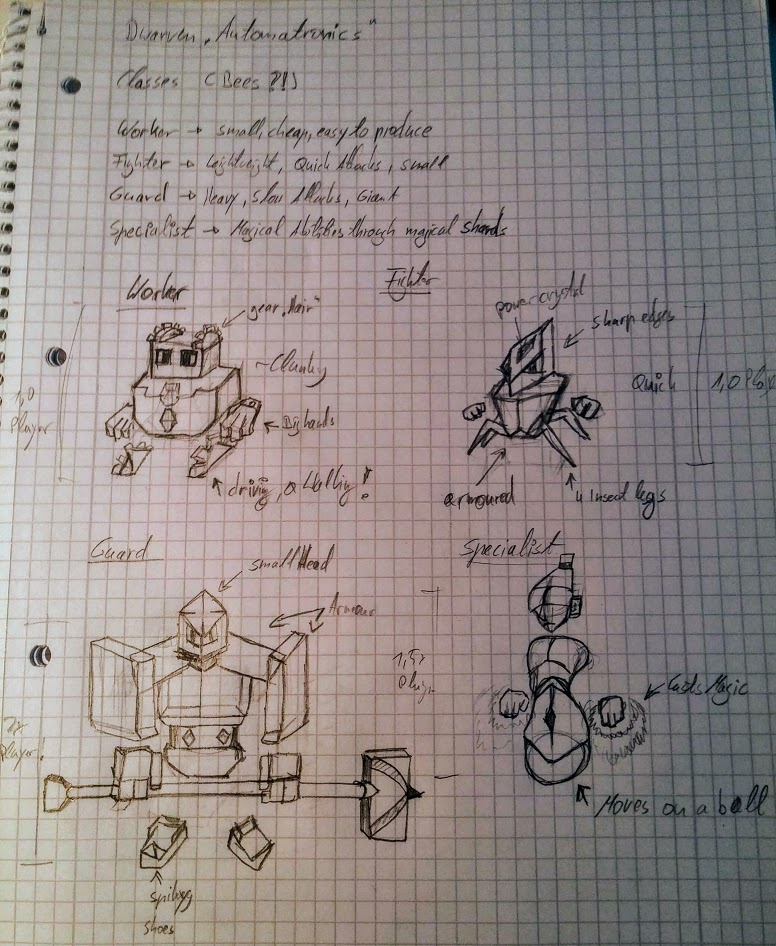 Dwarven „Automatronics"
Classes (Bees?!)
Worker → small, cheap, easy to produce
Fighter → Leightweight, Quick Attacks, small
Guard → Heavy, Slow Attacks, Giant
Specialist → Magical Abilities through magical shards
Worker
Fighter
gear „Hair"
power crystal
sharp edges
Clunky
Quick
1,0 Player
1,0 Play
Big hands
driving, Walking!
armoured
4 Insect legs
Guard
Specialist
small Head
Armour
1,5x
Player
Casts Magic
2x
Player!
Moves on a ball
shoes